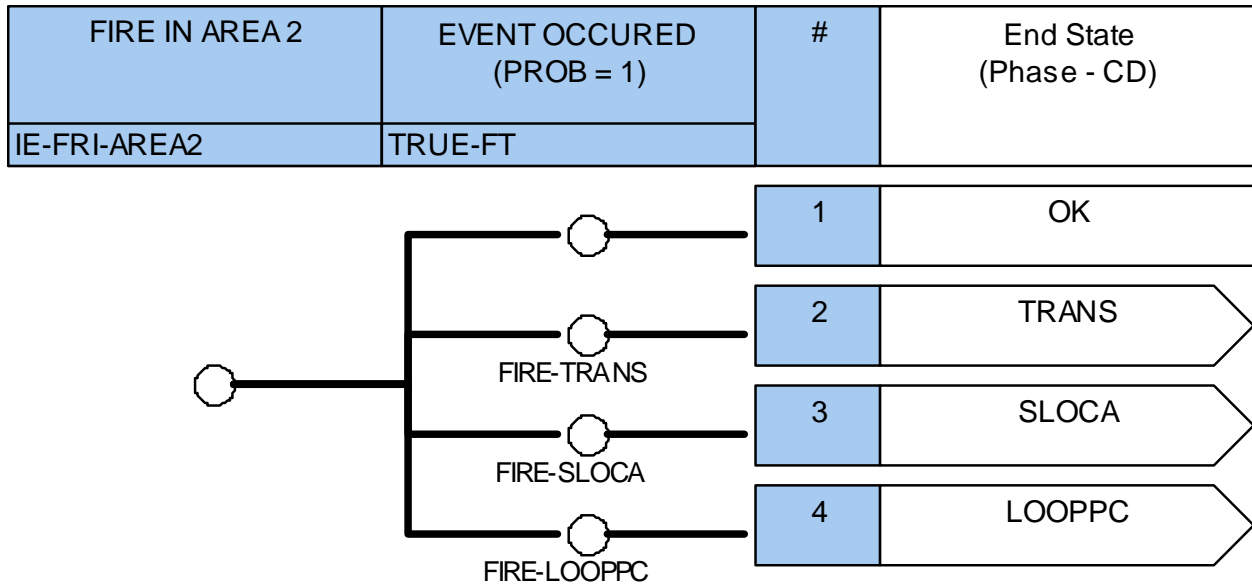 FIRE IN AREA 2
EVENT OCCURED
(PROB = 1)
#
End State
(Phase - CD)
IE-FRI-AREA2
TRUE-FT
1
OK
2
TRANS
FIRE-TRANS
3
SLOCA
FIRE-SLOCA
4
LOOPPC
FIRE-LOOPPC